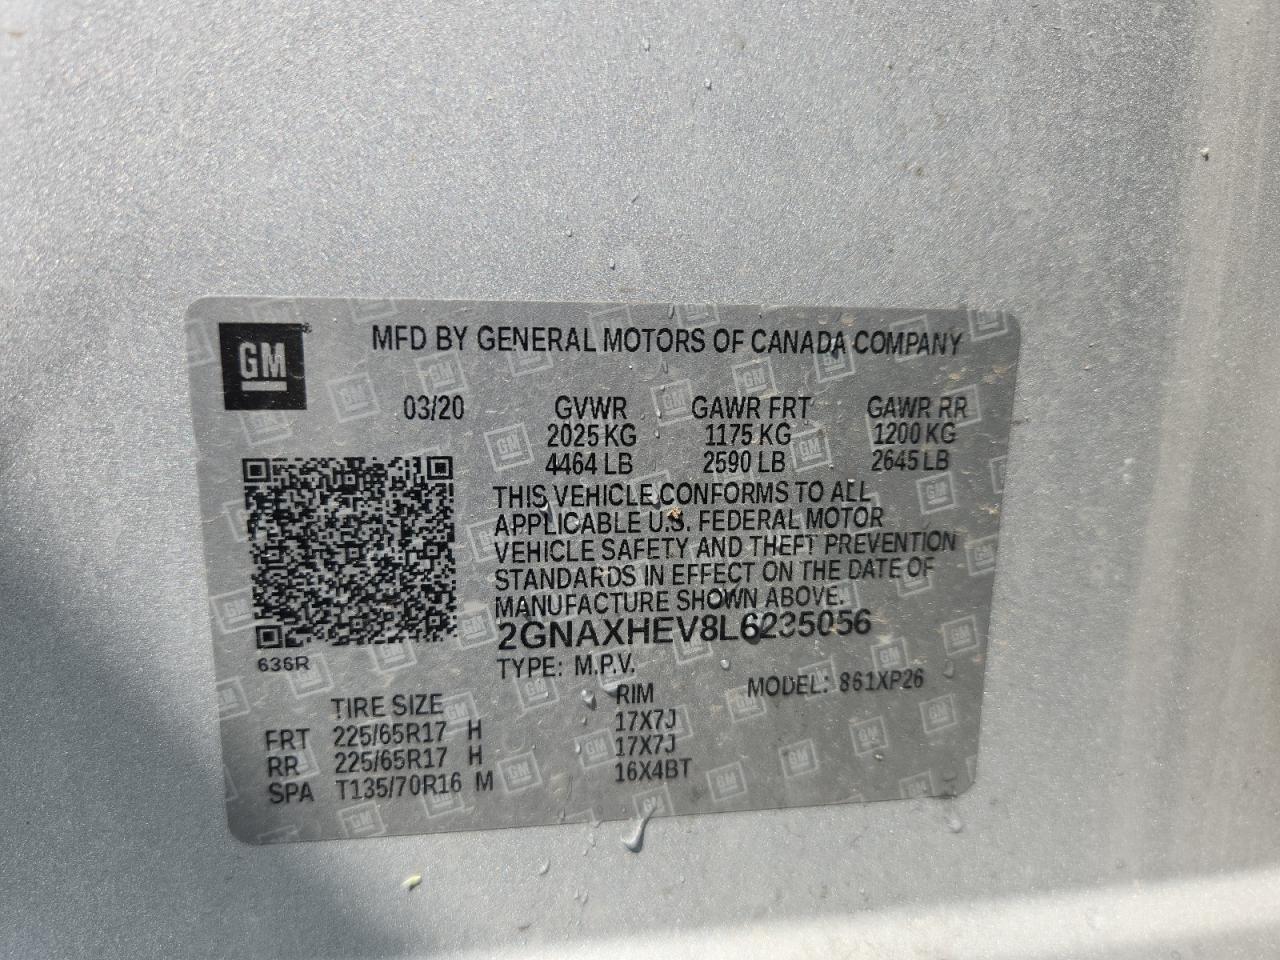 GM
MFD BY GENERAL MOTORS OF CANADA COMPANY
03/20 GVWR GAWR FRT GAWR RR
2025 KG 1175 KG 1200 KG
4464 LB 2590 LB 2645 LB
THIS VEHICLE CONFORMS TO ALL
APPLICABLE U.S. FEDERAL MOTOR
VEHICLE SAFETY AND THEFT PREVENTION
STANDARDS IN EFFECT ON THE DATE OF
MANUFACTURE SHOWN ABOVE.
2GNAXHEV8L6235056
636R
TYPE: M.P.V. MODEL: 861XP26
TIRE SIZE RIM
FRT 225/65R17 H 17X7J
RR 225/65R17 H 17X7J
SPA T135/70R16 M 16X4BT